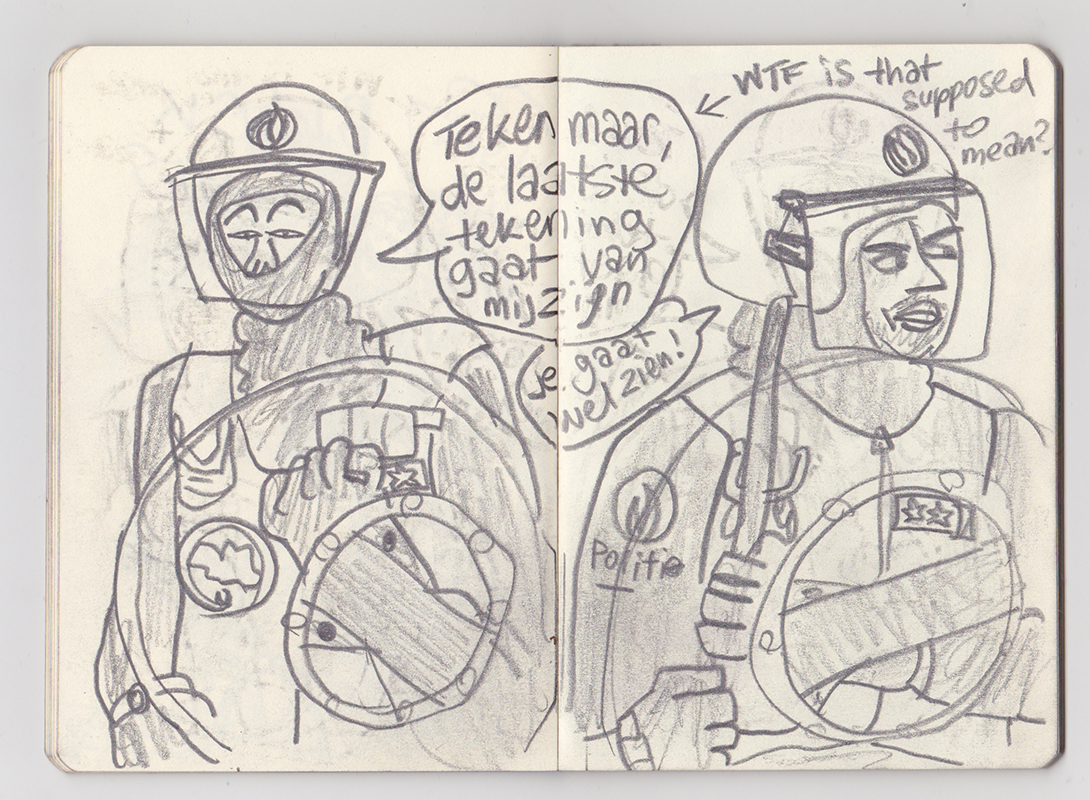 WTF is that
supposed
to
mean?
Teken maar,
de laatste
tekening
gaat van
mij zijn
je gaat
wel zien!
Politie